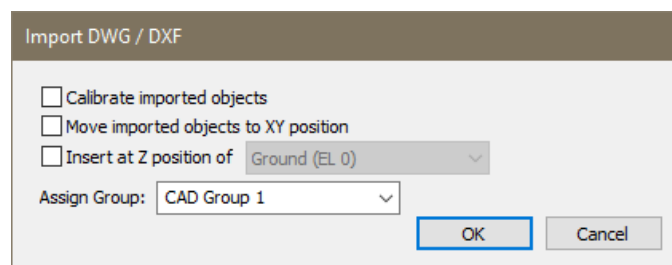 Import DWG / DXF
Calibrate imported objects
Move imported objects to XY position
Insert at Z position of Ground (EL 0)
Assign Group: CAD Group 1
OK Cancel